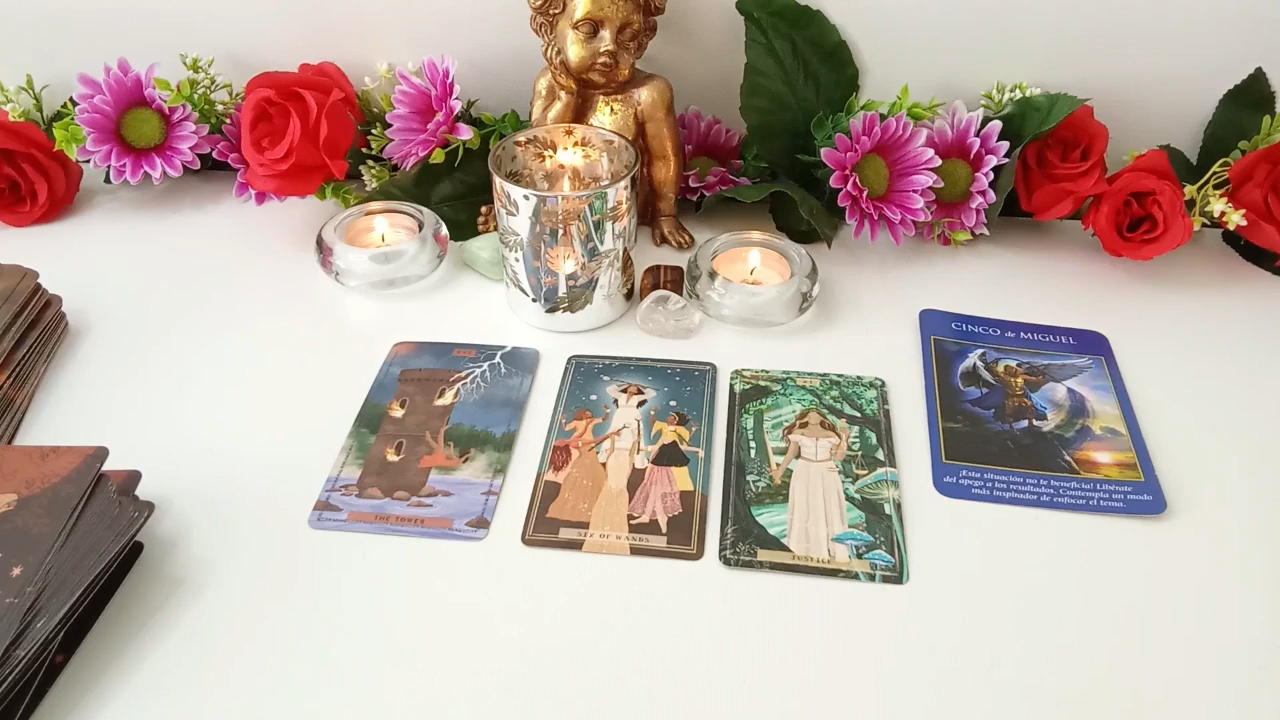 THE TOWER
SIX OF WANDS
JUSTICE
CINCO de MIGUEL
¡Esta situación no te beneficia! Libérate
del apego a los resultados. Contempla un modo
más inspirador de enfocar el tema.